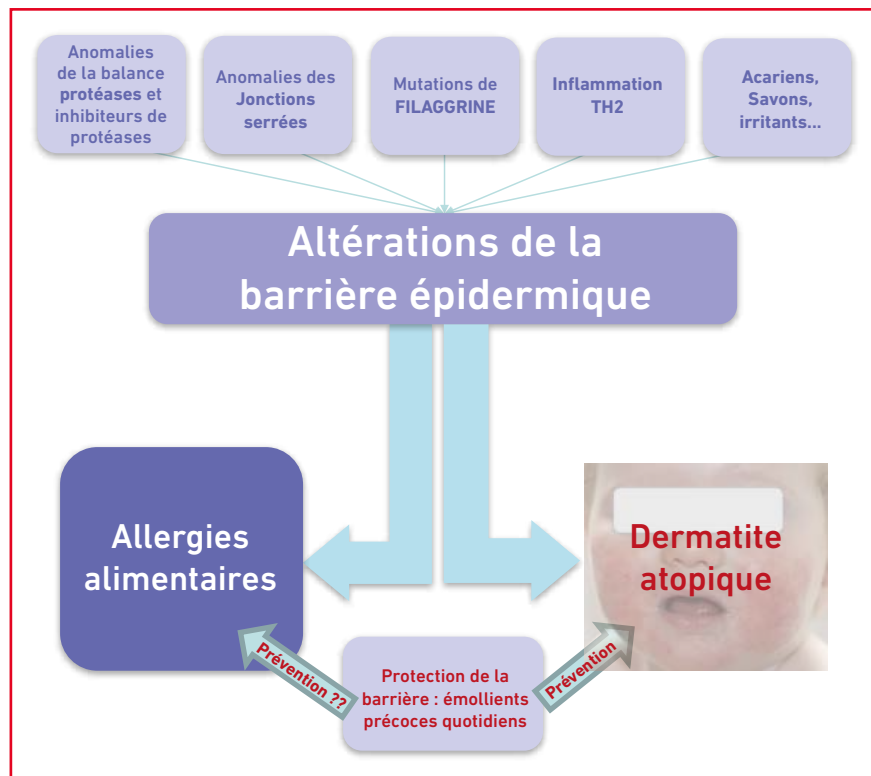 Anomalies
de la balance
protéases et
inhibiteurs de
protéases
Anomalies des
Jonctions
serrées
Mutations de
FILAGGRINE
Inflammation
TH2
Acariens,
Savons,
irritants...
Altérations de la
barrière épidermique
Allergies
alimentaires
Dermatite
atopique
Prévention ??
Protection de la
barrière : émollients
précoces quotidiens
Prévention